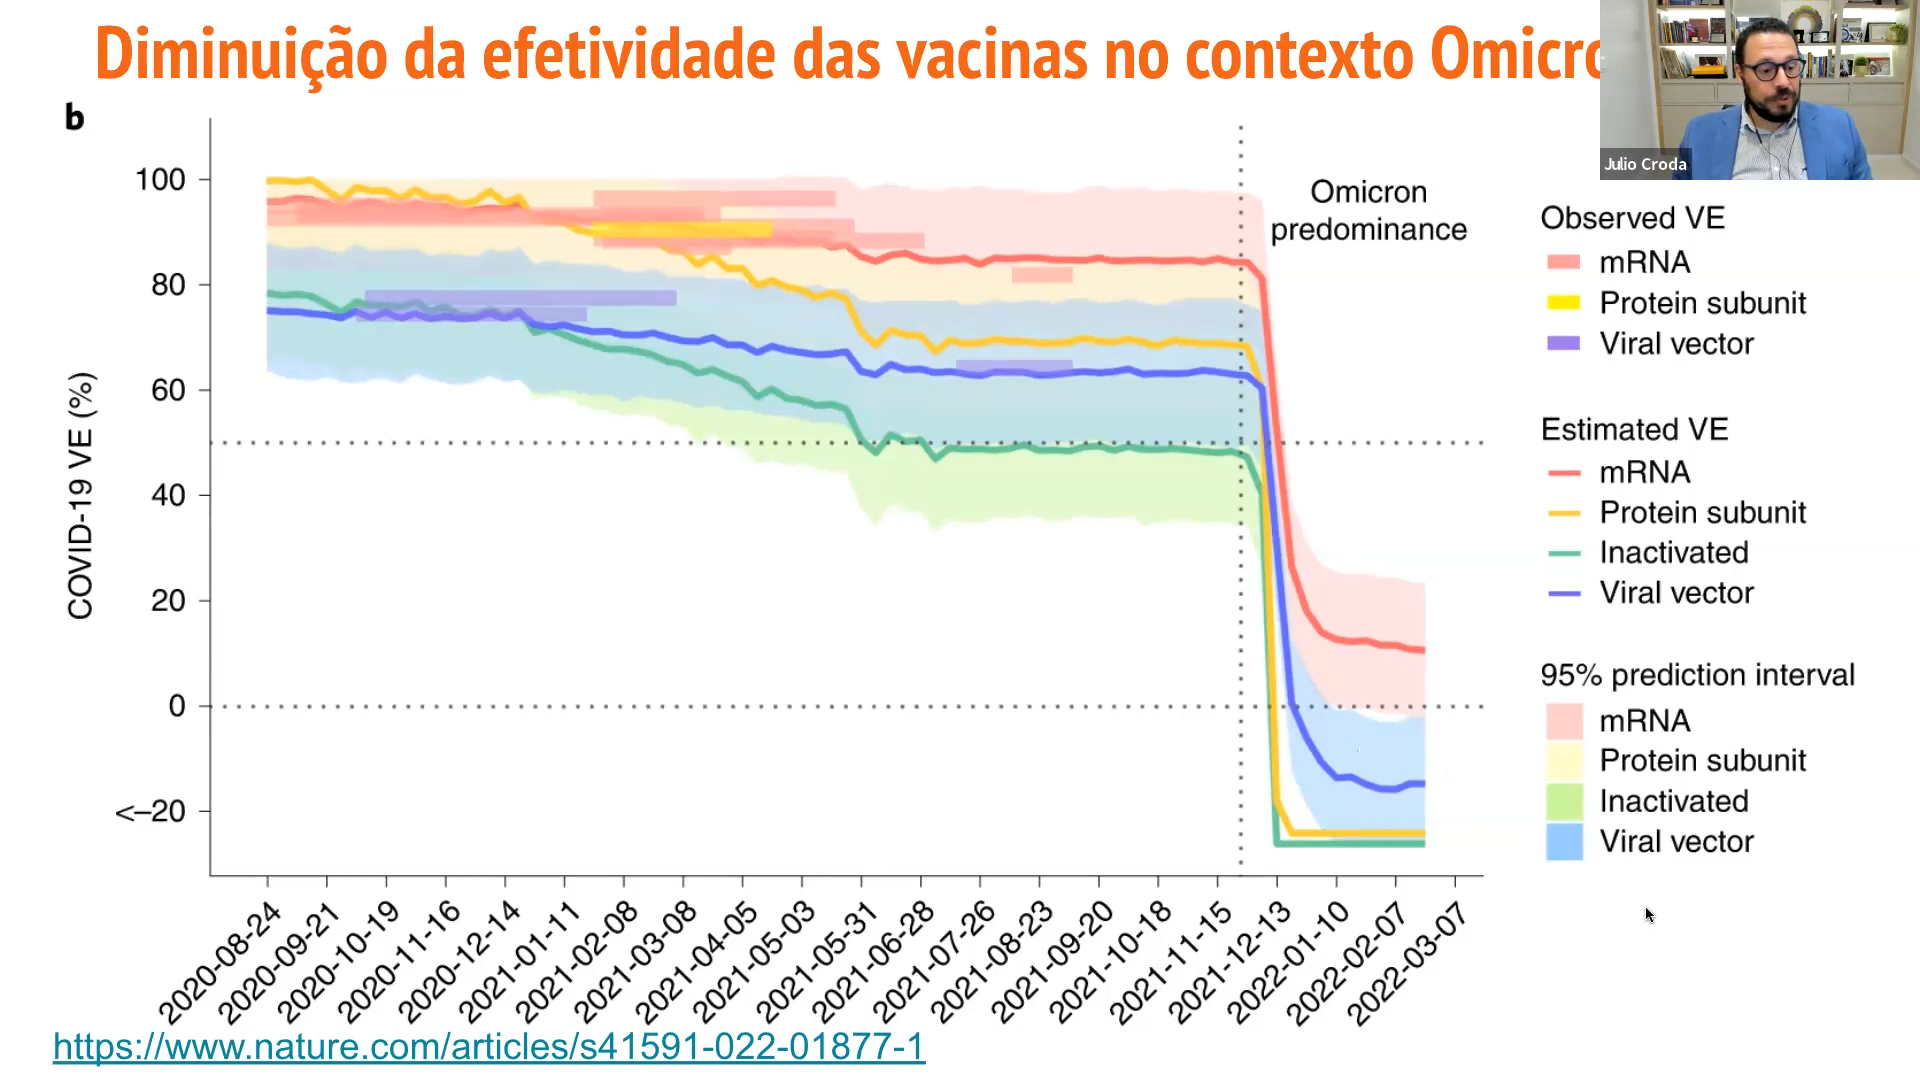 Diminuição da efetividade das vacinas no contexto Omicro
Julio Croda
b
COVID-19 VE (%)
100
80
60
40
20
0
<–20
Omicron
predominance
2020-08-24
2020-09-21
2020-10-19
2020-11-16
2020-12-14
2021-01-11
2021-02-08
2021-03-08
2021-04-05
2021-05-03
2021-05-31
2021-06-28
2021-07-26
2021-08-23
2021-09-20
2021-10-18
2021-11-15
2021-12-13
2022-01-10
2022-02-07
2022-03-07
Observed VE
mRNA
Protein subunit
Viral vector
Estimated VE
mRNA
Protein subunit
Inactivated
Viral vector
95% prediction interval
mRNA
Protein subunit
Inactivated
Viral vector
https://www.nature.com/articles/s41591-022-01877-1